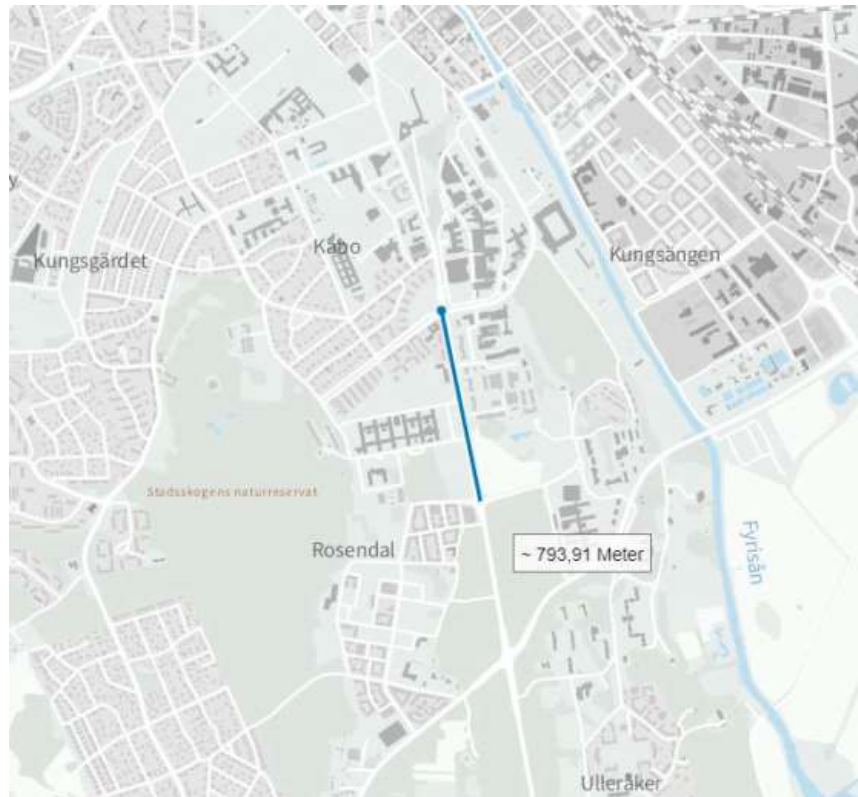 y
Kungsgärdet
Kåbo
Kungsängen
Stadsskogens naturreservat
Rosendal
~ 793,91 Meter
Fyrisån
Ulleråker